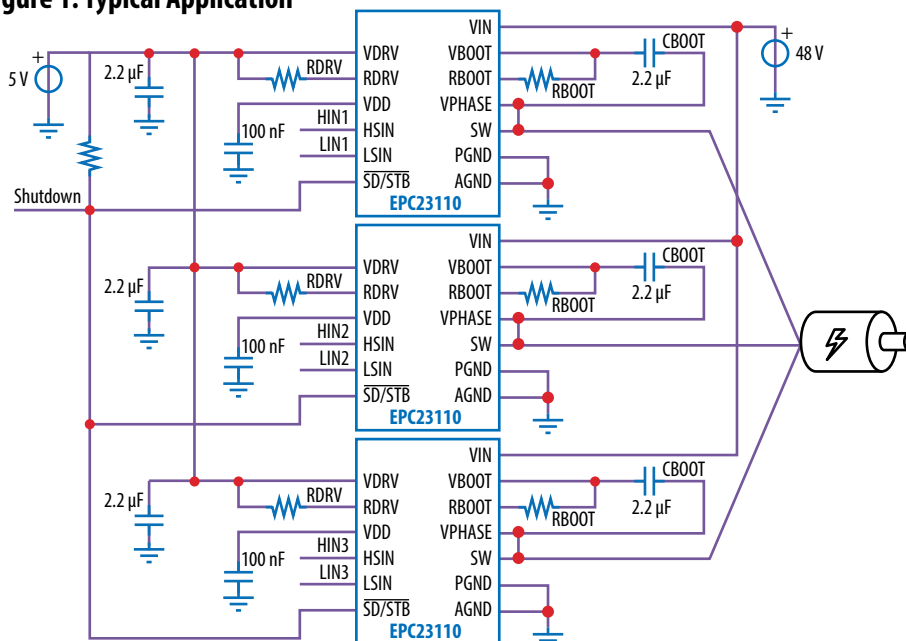 gure 1. Typical Application
5 V
+
2.2 µF
RDRV
100 nF
HIN1
LIN1
Shutdown
VDRV
RDRV
VDD
HSIN
LSIN
SD/STB
VIN
VBOOT
RBOOT
VPHASE
SW
PGND
AGND
EPC23110
RBOOT
CBOOT
2.2 µF
+
48 V
2.2 µF
RDRV
100 nF
HIN2
LIN2
VDRV
RDRV
VDD
HSIN
LSIN
SD/STB
VIN
VBOOT
RBOOT
VPHASE
SW
PGND
AGND
EPC23110
RBOOT
CBOOT
2.2 µF
2.2 µF
RDRV
100 nF
HIN3
LIN3
VDRV
RDRV
VDD
HSIN
LSIN
SD/STB
VIN
VBOOT
RBOOT
VPHASE
SW
PGND
AGND
EPC23110
RBOOT
CBOOT
2.2 µF